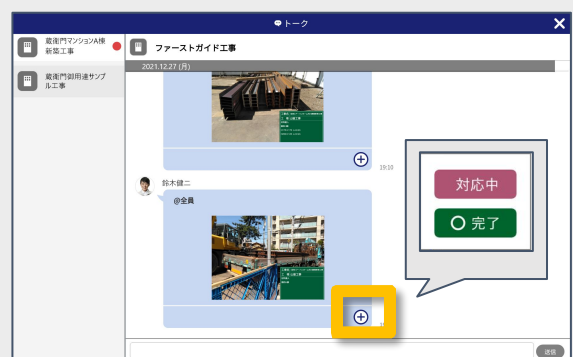 トーク
蔵衛門マンションA棟
新築工事
蔵衛門御用達サンプ
ル工事
ファーストガイド工事
2021.12.27 (月)
19:10
鈴木健二
@全員
対応中
完了
送信